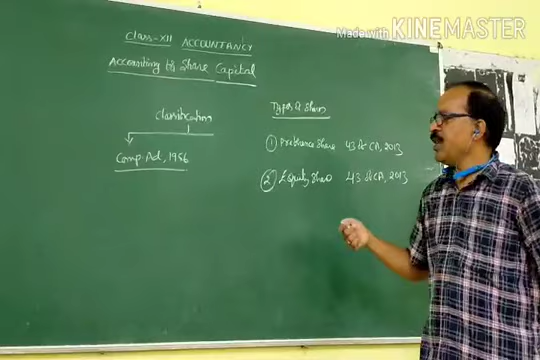 Made with KINEMASTER
Class-XII ACCOUNTANCY
Accounting of Share Capital
Classification
Comp. Act, 1956
Types of Shares
① Preference Share 43 of CA, 2013
② Equity Share 43 of CA, 2013